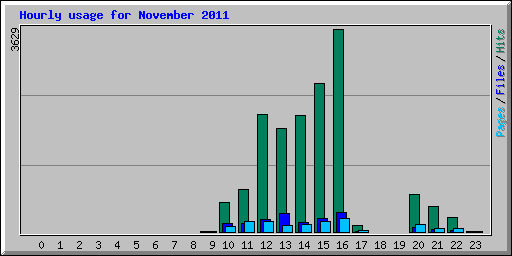 Hourly usage for November 2011
3629
Pages/Files/Hits
0 1 2 3 4 5 6 7 8 9 10 11 12 13 14 15 16 17 18 19 20 21 22 23